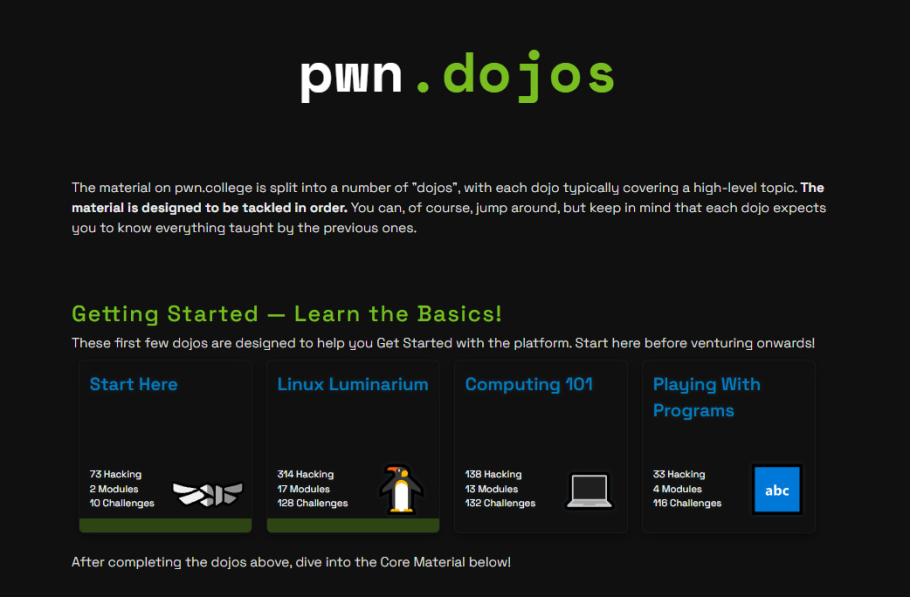 pwn.dojos
The material on pwn.college is split into a number of "dojos", with each dojo typically covering a high-level topic. The
material is designed to be tackled in order. You can, of course, jump around, but keep in mind that each dojo expects
you to know everything taught by the previous ones.
Getting Started — Learn the Basics!
These first few dojos are designed to help you Get Started with the platform. Start here before venturing onwards!
Start Here
73 Hacking
2 Modules
10 Challenges
Linux Luminarium
314 Hacking
17 Modules
128 Challenges
Computing 101
138 Hacking
13 Modules
132 Challenges
Playing With
Programs
33 Hacking
4 Modules
116 Challenges
abc
After completing the dojos above, dive into the Core Material below!